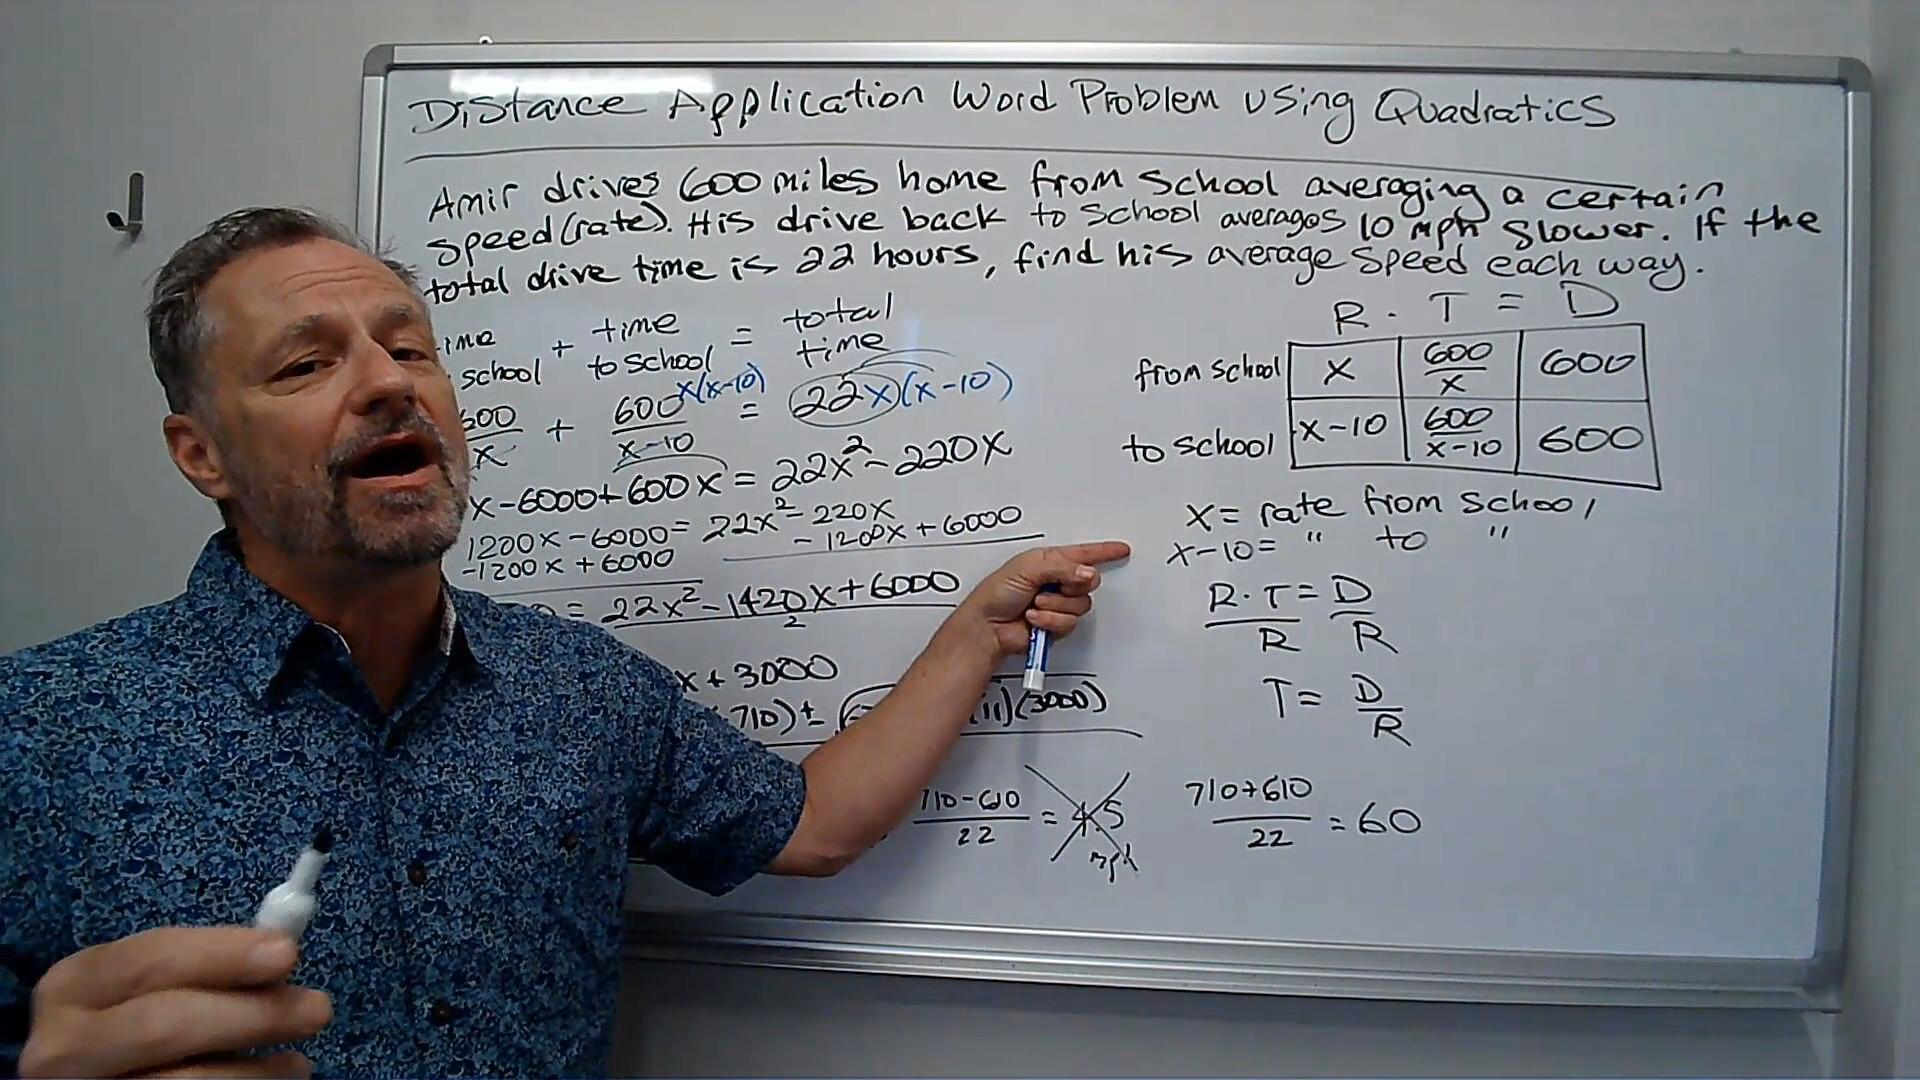 Distance Application Word Problem using Quadratics
Amir drives 600 miles home from school averaging a certain
speed (rate). His drive back to school averages 10 mph slower. If the
total drive time is 22 hours, find his average speed each way.
time + time = total
school to school time
600/x + 600/x-10 x(x-10) = 22x(x-10)
x-6000+600x = 22x²-220x
1200x-6000 = 22x²-220x
-1200x+6000 -1200x+6000
= 22x²-1420x+6000
2
x+3000
710)± (11)(3000)
710-610/22 = 4.5 mph
R · T = D
from school x 600/x 600
to school x-10 600/x-10 600
x = rate from school
x-10 = " to "
R·T/R = D/R
T = D/R
710+610/22 = 60